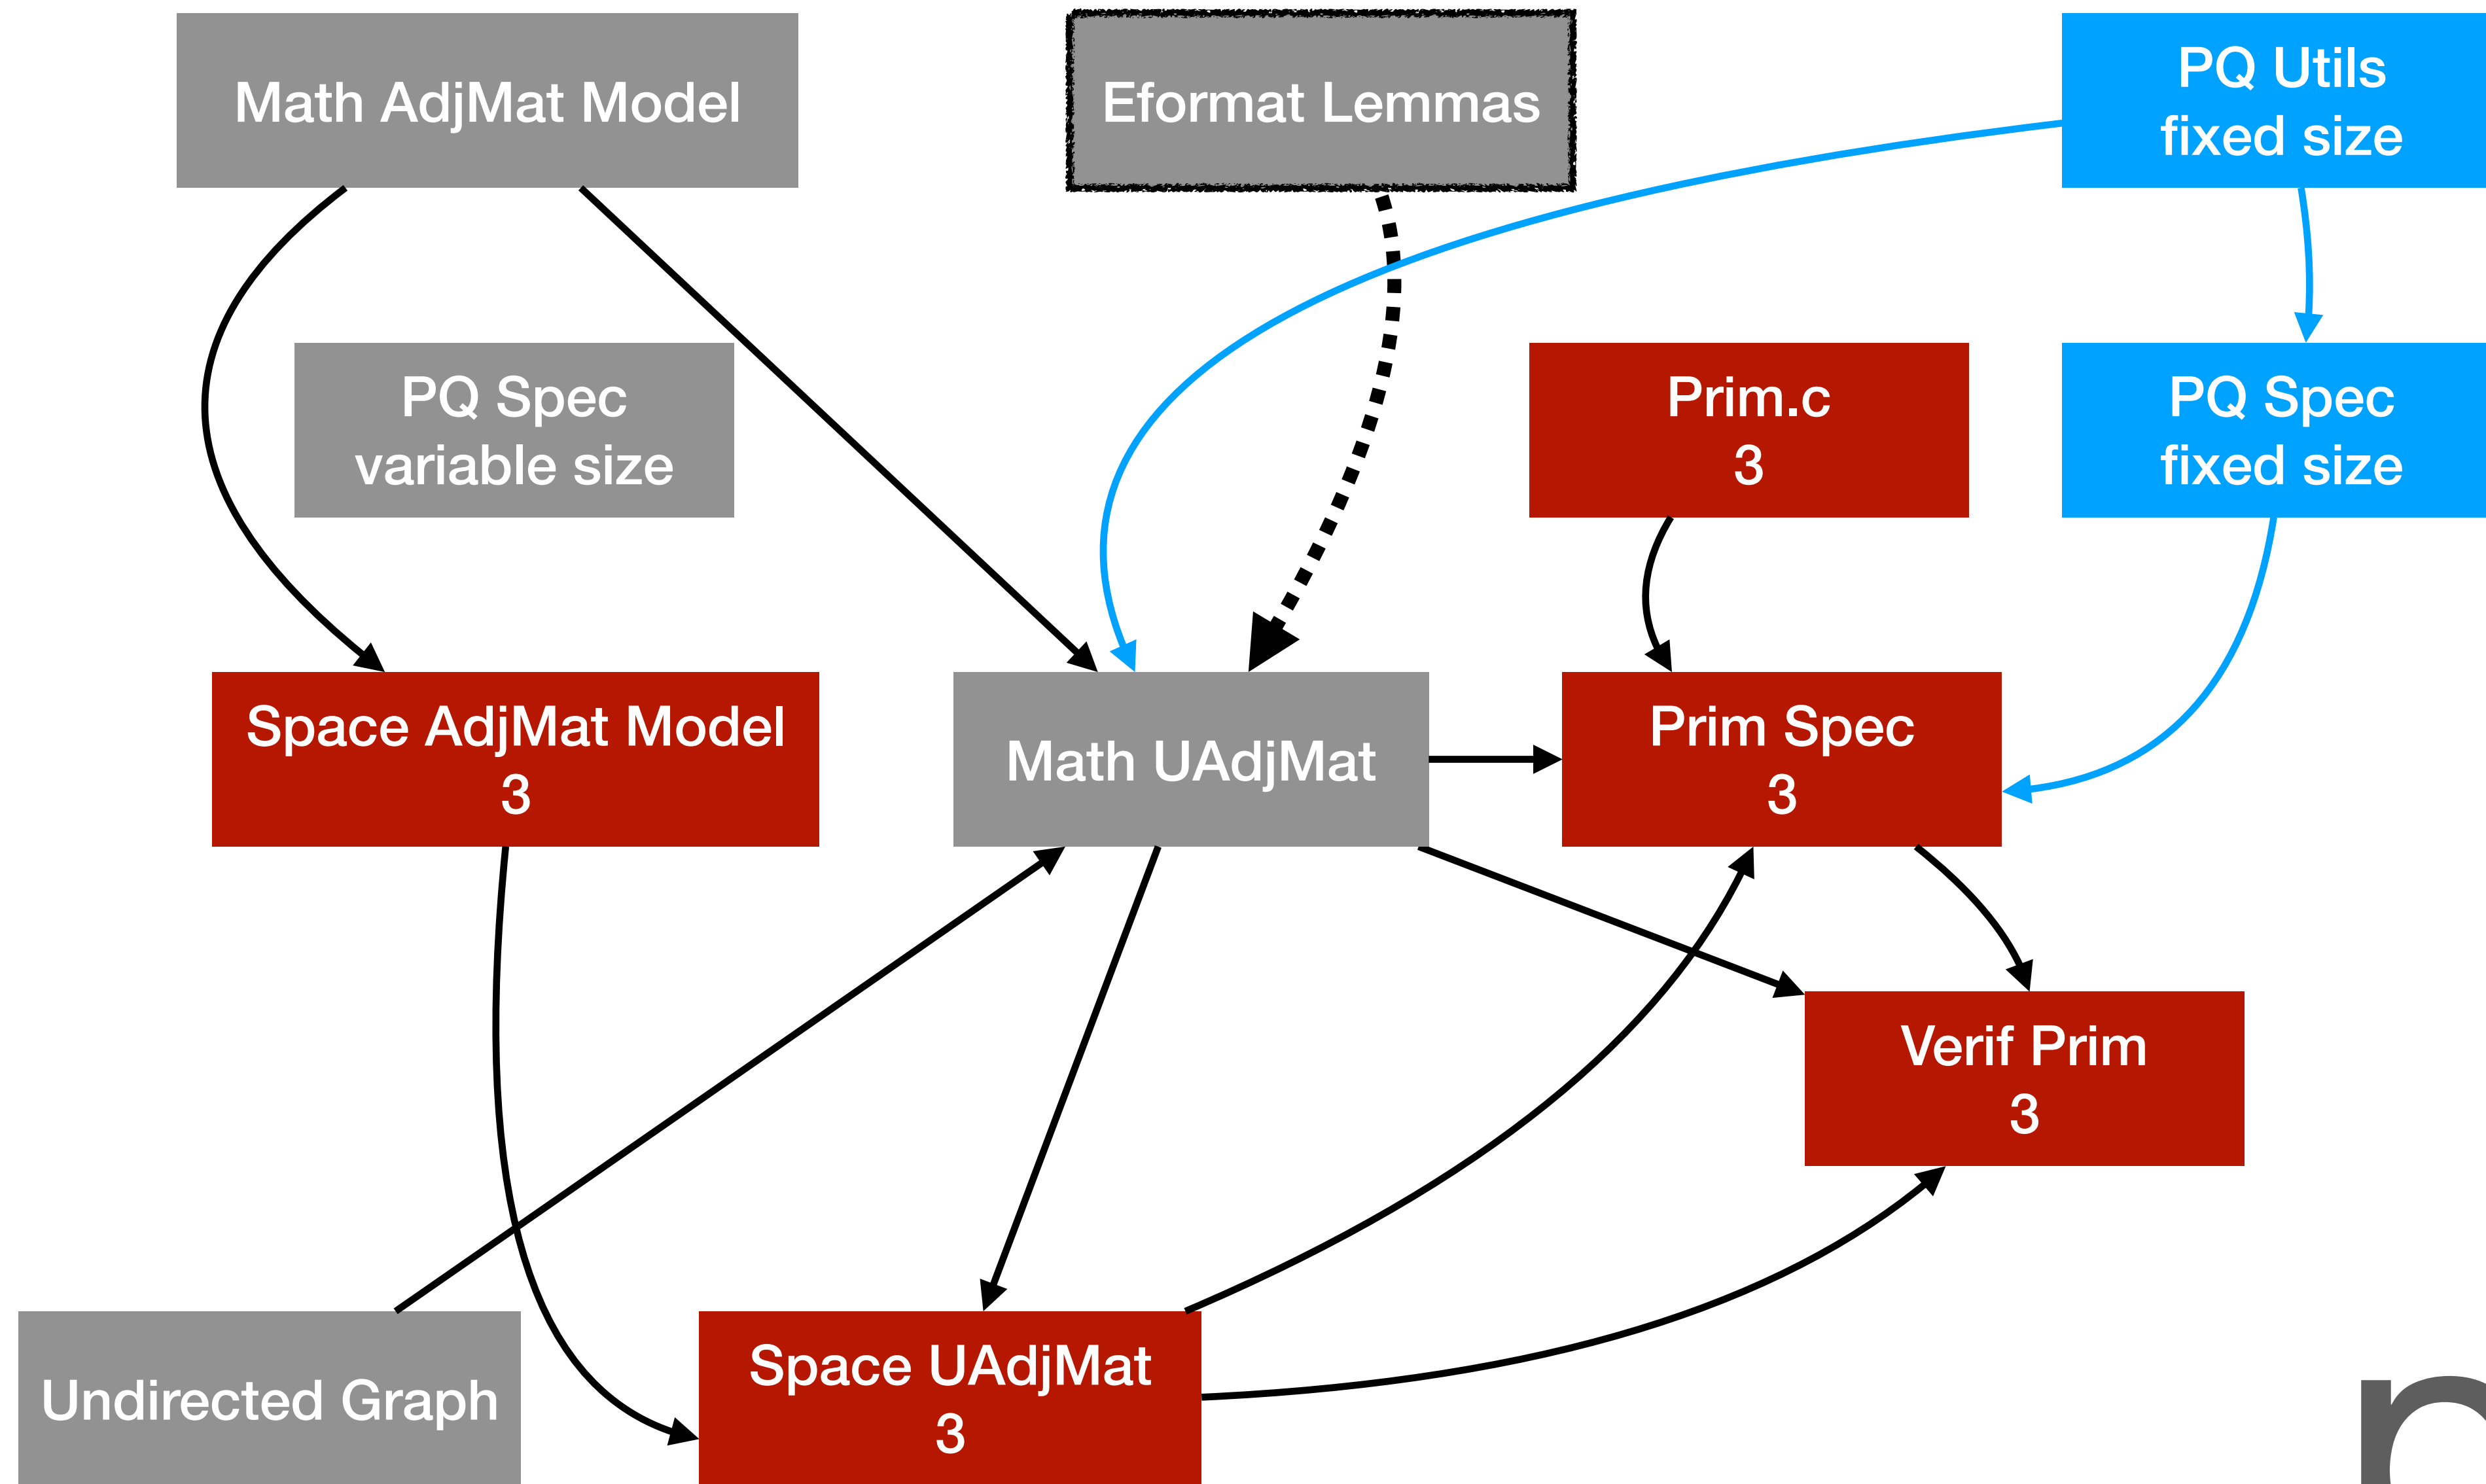 Math AdjMat Model
Eformat Lemmas
PQ Utils
fixed size
PQ Spec
variable size
Prim.c
3
PQ Spec
fixed size
Space AdjMat Model
3
Math UAdjMat
Prim Spec
3
Verif Prim
3
Undirected Graph
Space UAdjMat
3